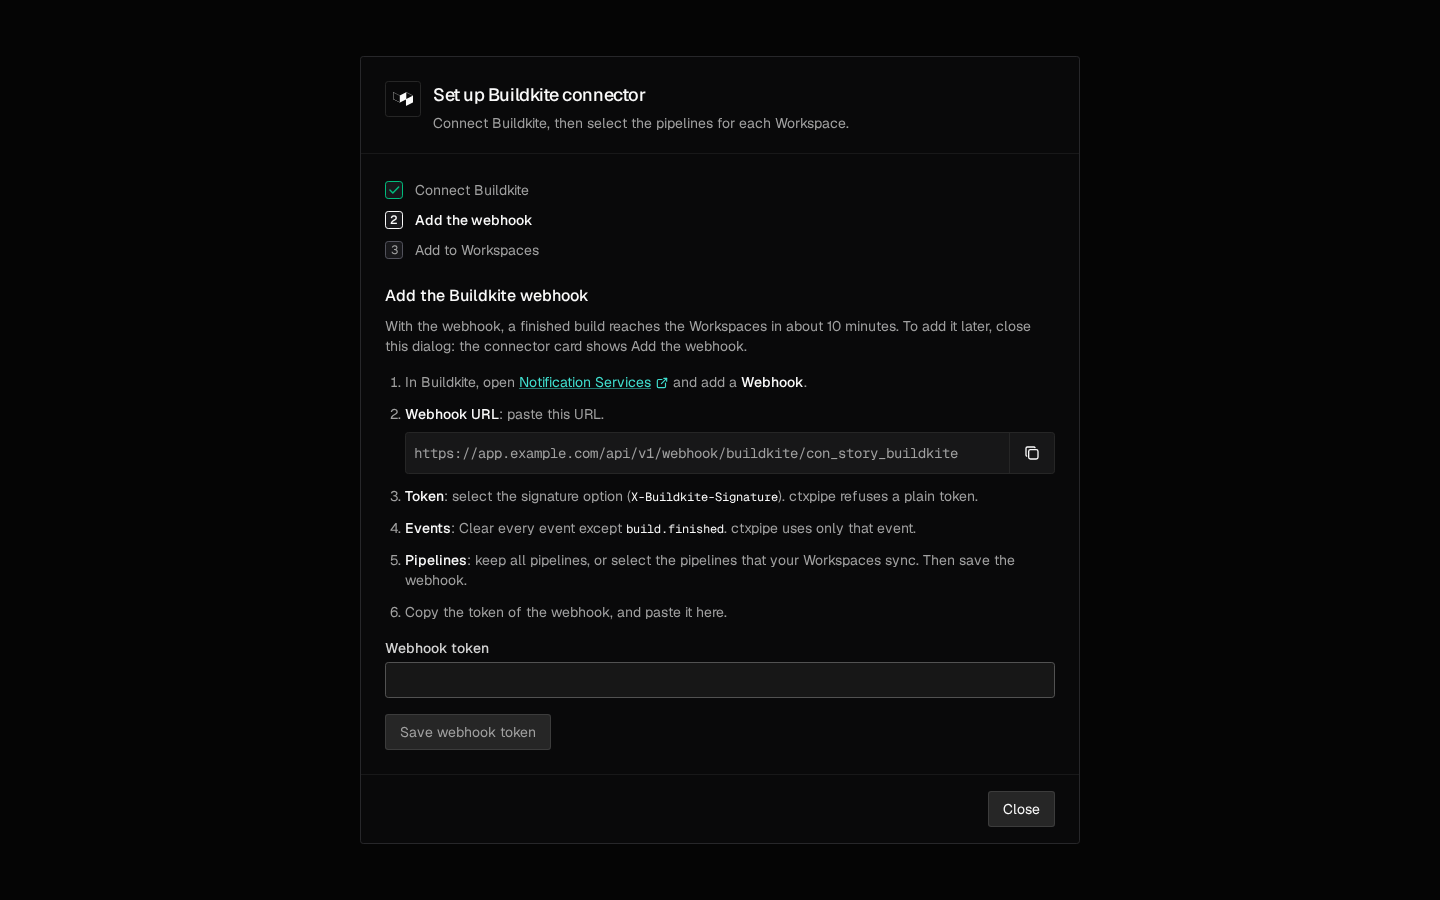 Set up Buildkite connector
Connect Buildkite, then select the pipelines for each Workspace.
Connect Buildkite
2 Add the webhook
3 Add to Workspaces
Add the Buildkite webhook
With the webhook, a finished build reaches the Workspaces in about 10 minutes. To add it later, close
this dialog: the connector card shows Add the webhook.
1. In Buildkite, open Notification Services and add a Webhook.
2. Webhook URL: paste this URL.
https://app.example.com/api/v1/webhook/buildkite/con_story_buildkite
3. Token: select the signature option (X-Buildkite-Signature). ctxpipe refuses a plain token.
4. Events: Clear every event except build.finished. ctxpipe uses only that event.
5. Pipelines: keep all pipelines, or select the pipelines that your Workspaces sync. Then save the
webhook.
6. Copy the token of the webhook, and paste it here.
Webhook token
Save webhook token
Close